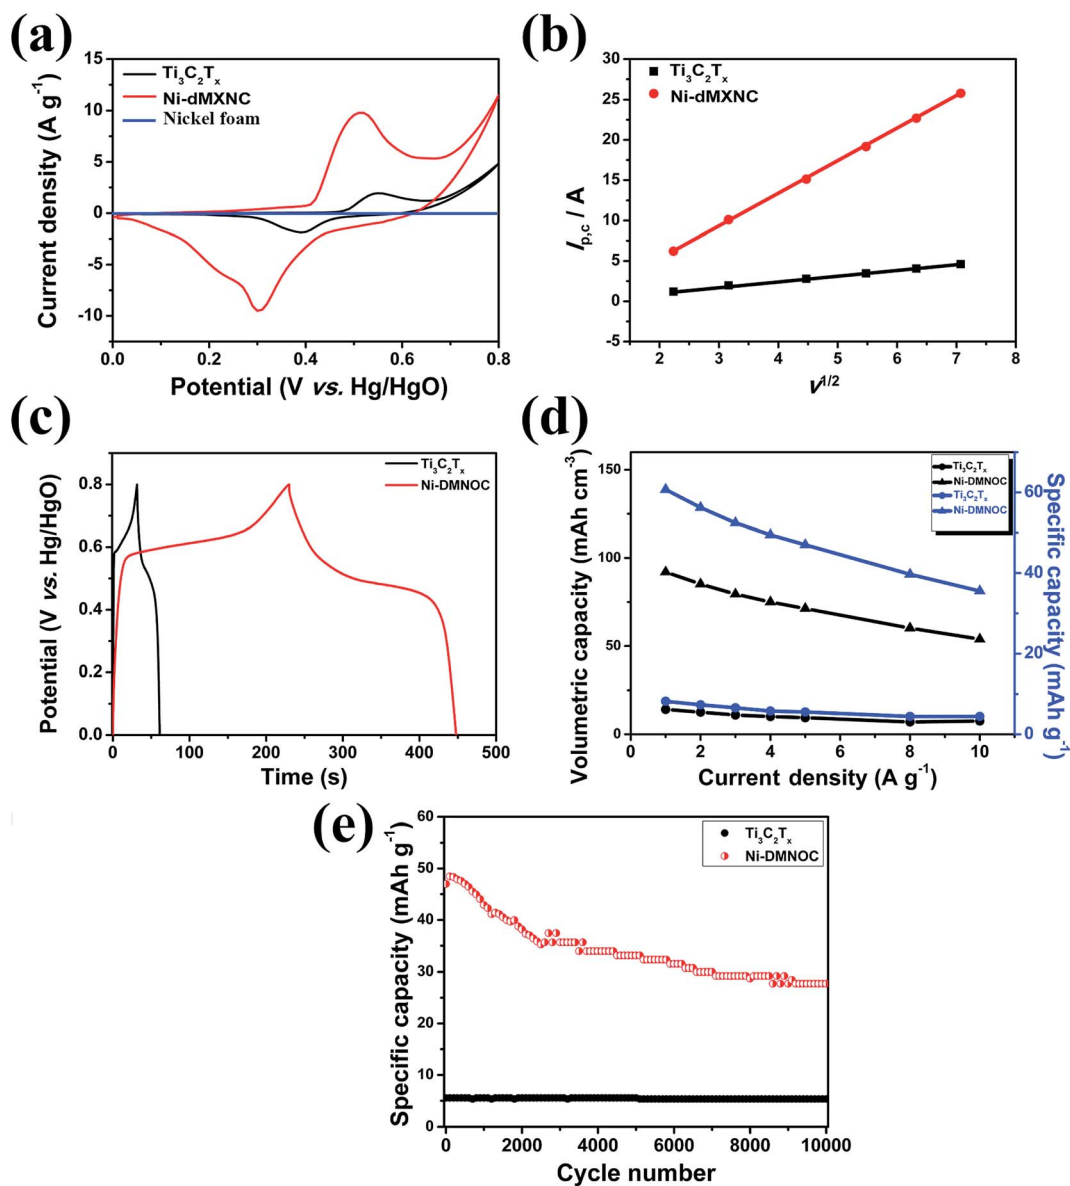 (a)
15
10
5
0
-5
-10
Current density (A g⁻¹)
Ti₃C₂Tₓ
Ni-dMXNC
Nickel foam
0.0 0.2 0.4 0.6 0.8
Potential (V vs. Hg/HgO)
(b)
30
25
20
15
10
5
0
-5
I p,c / A
Ti₃C₂Tₓ
Ni-dMXNC
2 3 4 5 6 7 8
v1/2
(c)
0.8
0.6
0.4
0.2
0.0
Potential (V vs. Hg/HgO)
Ti₃C₂Tₓ
Ni-DMNOC
0 100 200 300 400 500
Time (s)
(d)
150
100
50
0
Volumetric capacity (mAh cm⁻³)
Ti₃C₂Tₓ
Ni-DMNOC
Ti₃C₂Tₓ
Ni-DMNOC
60
40
20
0
Specific capacity (mAh g⁻¹)
0 2 4 6 8 10
Current density (A g⁻¹)
(e)
60
50
40
30
20
10
0
Specific capacity (mAh g⁻¹)
Ti₃C₂Tₓ
Ni-DMNOC
0 2000 4000 6000 8000 10000
Cycle number